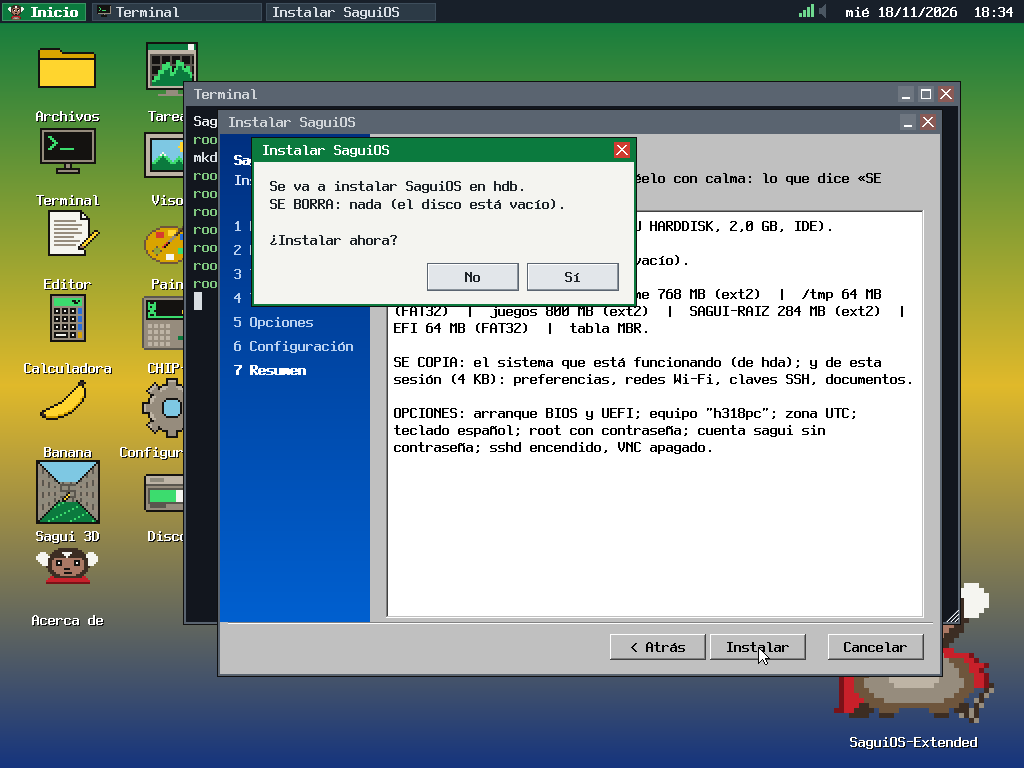 Inicio
Terminal
Instalar SaguiOS
mié 18/11/2026
18:34
Archivos
Terminal
Editor
Calculadora
Banana
Sagui 3D
Acerca de
Terminal
Instalar SaguiOS
5 Opciones
6 Configuración
7 Resumen
Instalar SaguiOS
Se va a instalar SaguiOS en hdb.
SE BORRA: nada (el disco está vacío).
¿Instalar ahora?
No
Sí
con calma: lo que dice «SE
HARDDISK, 2,0 GB, IDE).
768 MB (ext2) | /tmp 64 MB
(FAT32) | juegos 800 MB (ext2) | SAGUI-RAIZ 284 MB (ext2) |
EFI 64 MB (FAT32) | tabla MBR.
SE COPIA: el sistema que está funcionando (de hda); y de esta
sesión (4 KB): preferencias, redes Wi-Fi, claves SSH, documentos.
OPCIONES: arranque BIOS y UEFI; equipo "h318pc"; zona UTC;
teclado español; root con contraseña; cuenta sagui sin
contraseña; sshd encendido, VNC apagado.
< Atrás
Instalar
Cancelar
SaguiOS-Extended